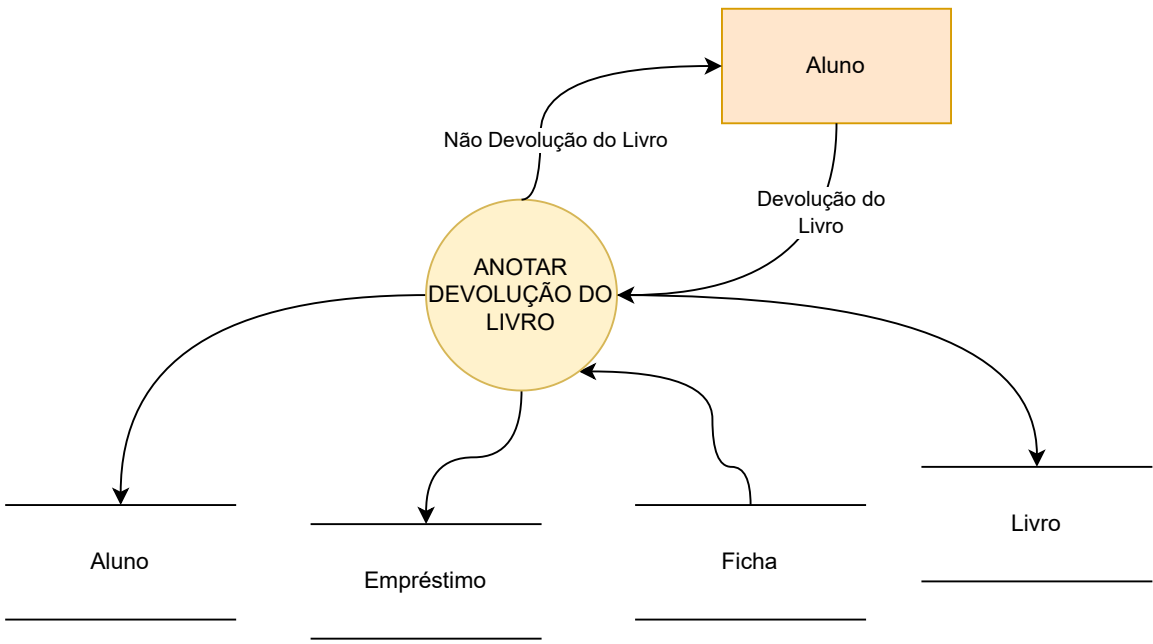 Aluno
Não Devolução do Livro
Devolução do
Livro
ANOTAR
DEVOLUÇÃO DO
LIVRO
Aluno
Empréstimo
Ficha
Livro